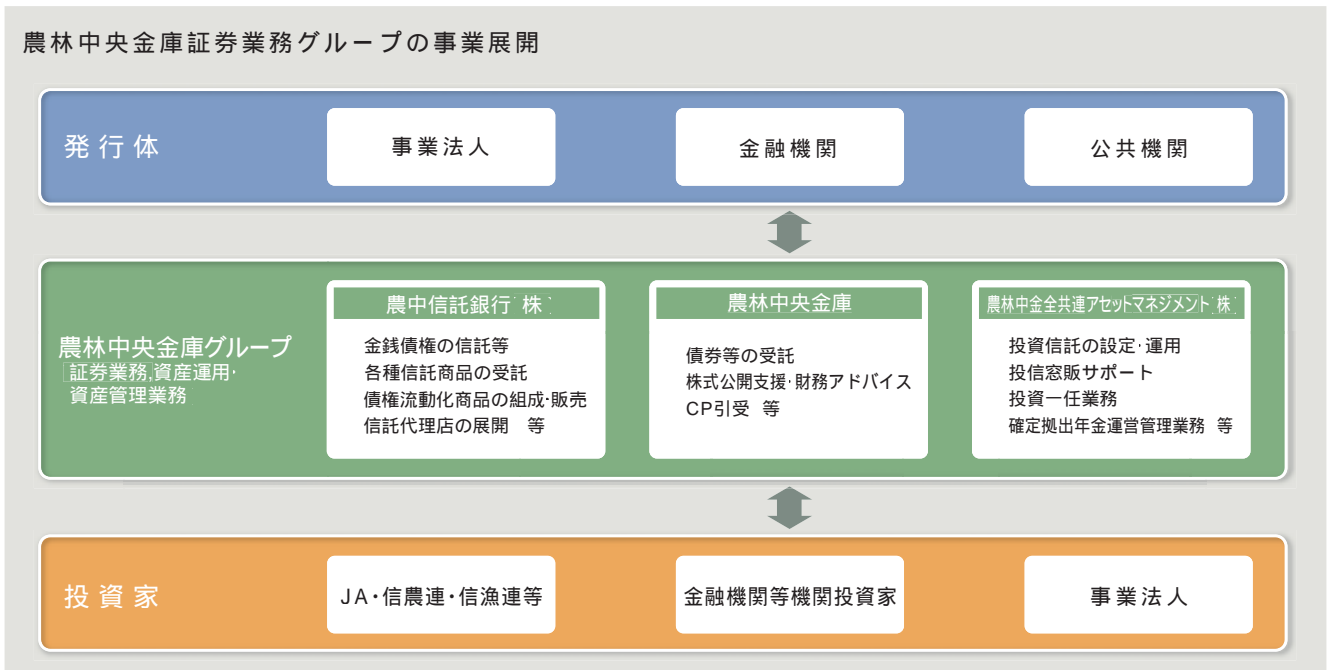 農林中央金庫証券業務グループの事業展開
発行体
事業法人
金融機関
公共機関
農林中央金庫グループ
証券業務,資産運用・
資産管理業務
農中信託銀行 株
金銭債権の信託等
各種信託商品の受託
債権流動化商品の組成・販売
信託代理店の展開 等
農林中央金庫
債券等の受託
株式公開支援・財務アドバイス
CP引受 等
農林中金全共連アセットマネジメント 株
投資信託の設定・運用
投信窓販サポート
投資一任業務
確定拠出年金運営管理業務 等
投資家
JA・信農連・信漁連等
金融機関等機関投資家
事業法人